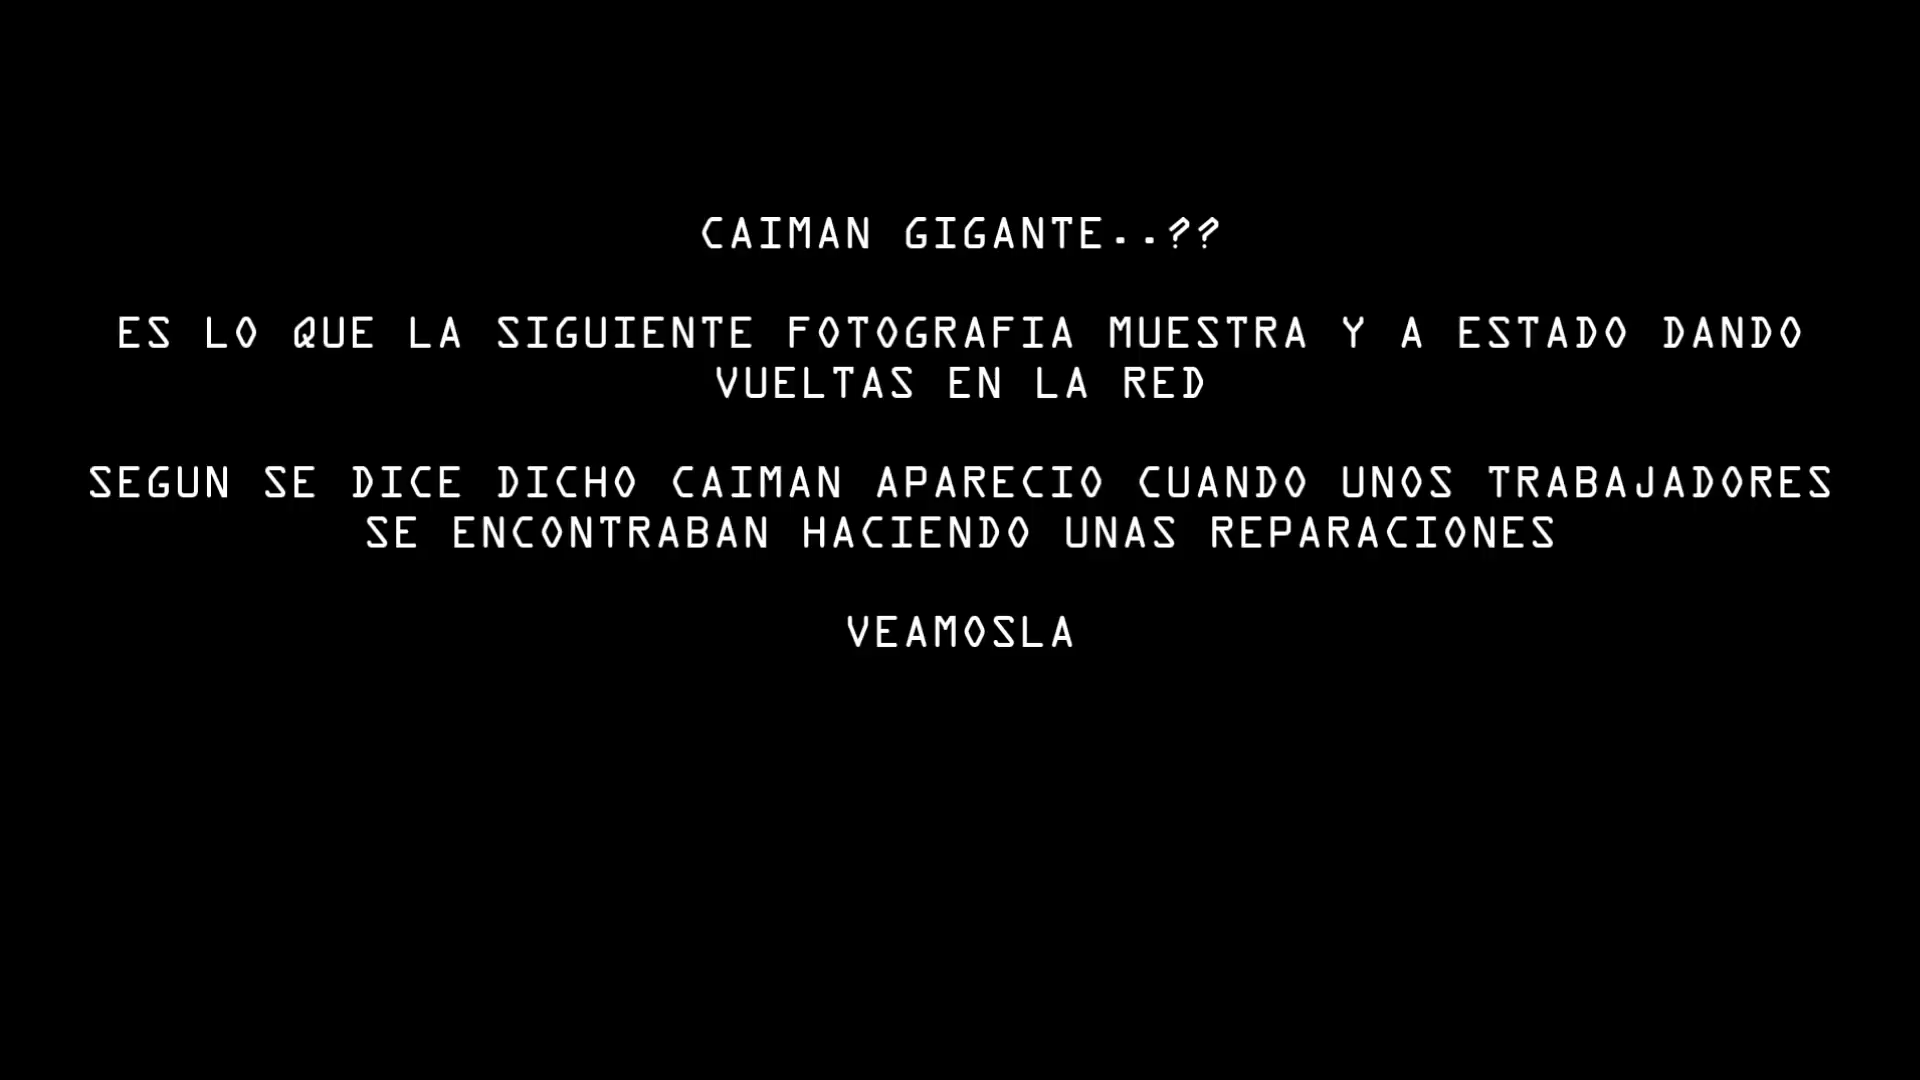 CAIMAN GIGANTE..??
ES LO QUE LA SIGUIENTE FOTOGRAFIA MUESTRA Y A ESTADO DANDO
VUELTAS EN LA RED
SEGUN SE DICE DICHO CAIMAN APARECIO CUANDO UNOS TRABAJADORES
SE ENCONTRABAN HACIENDO UNAS REPARACIONES
VEAMOSLA